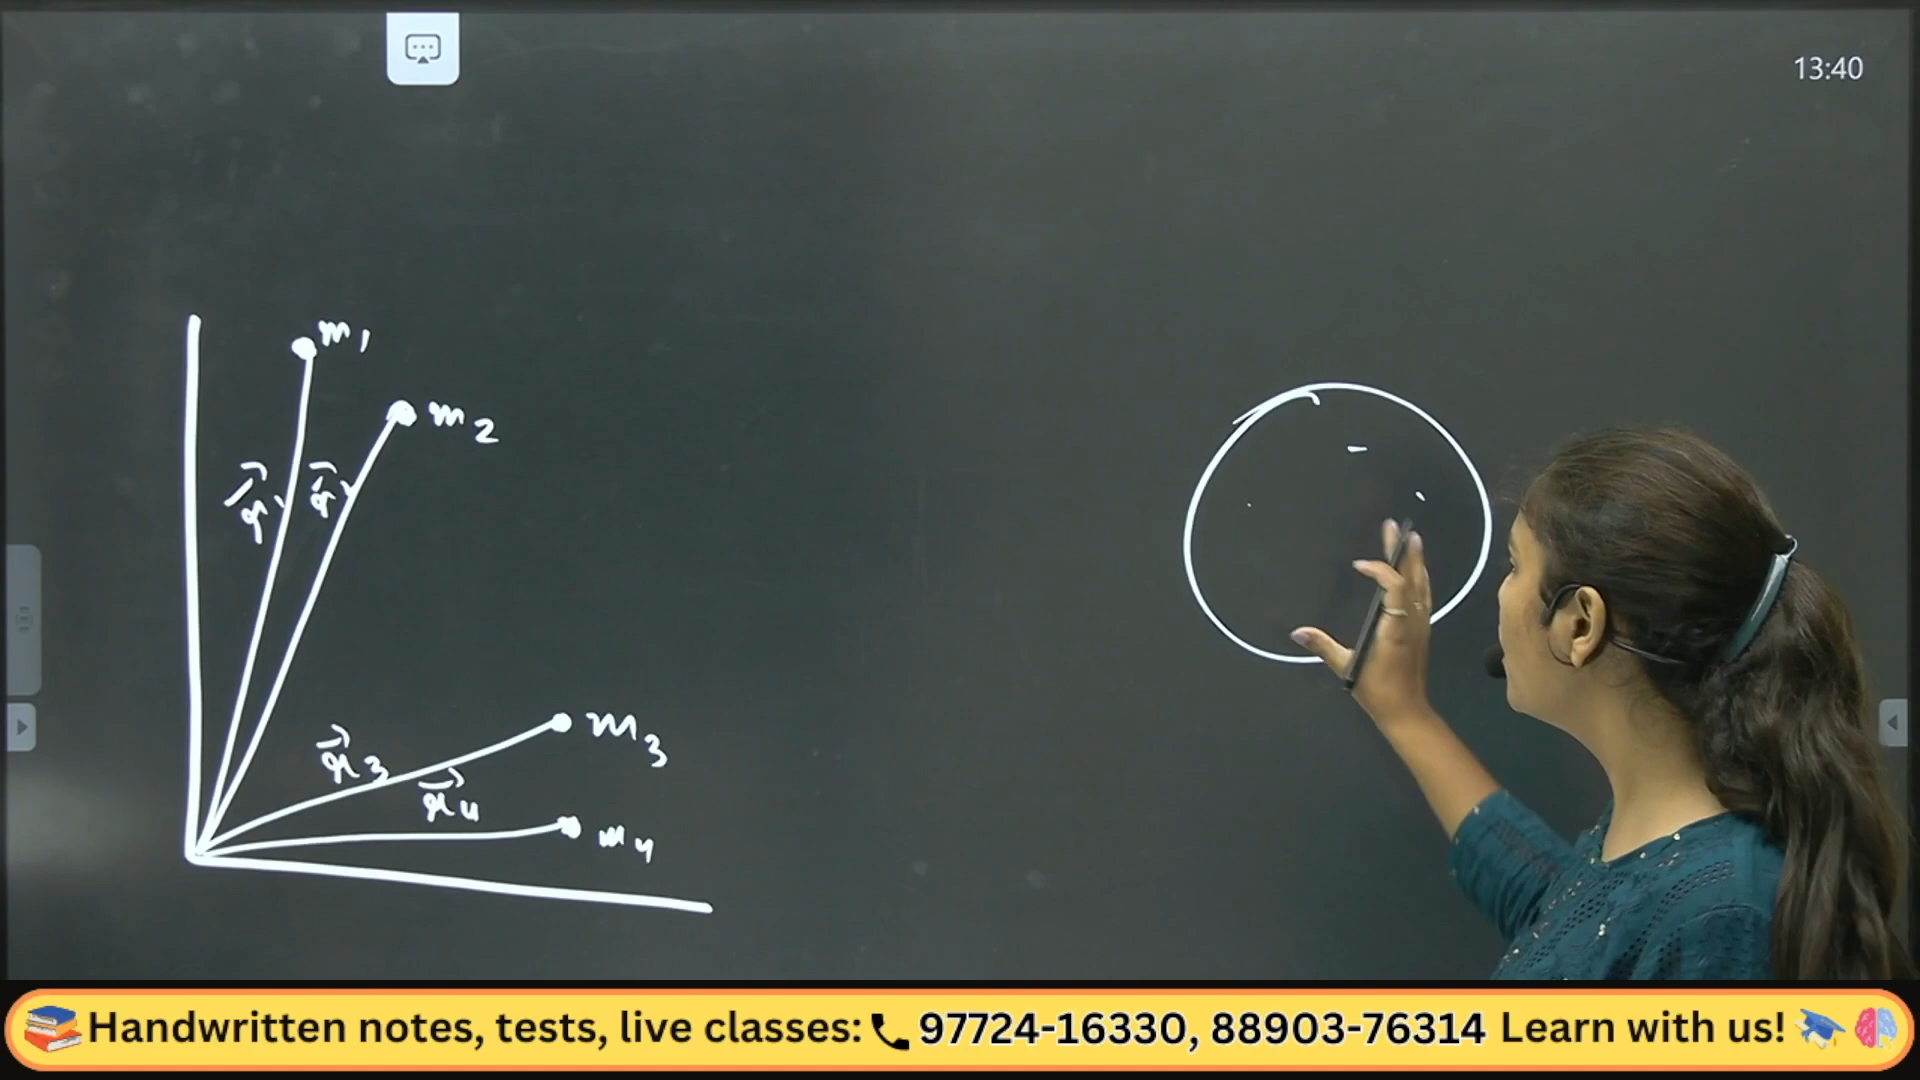 13:40
m1
m2
r⃗1
r⃗
r⃗3
m3
r⃗4
m4
Handwritten notes, tests, live classes: 97724-16330, 88903-76314 Learn with us!